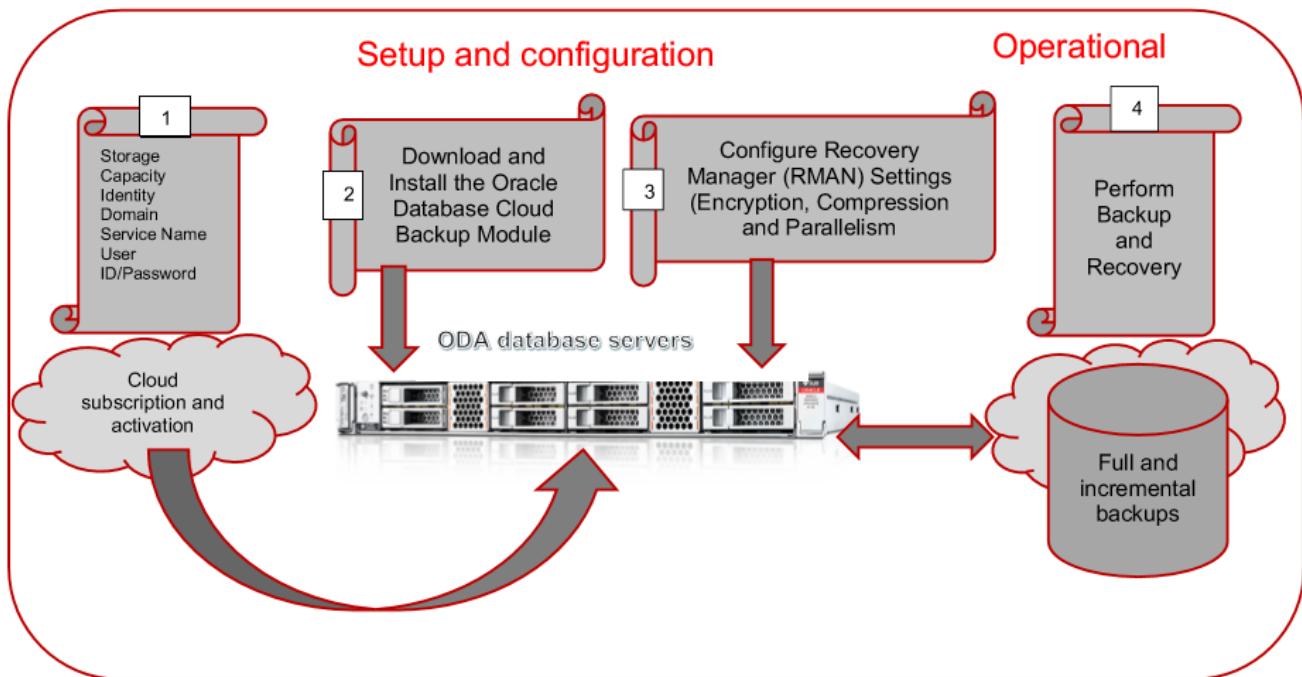 Setup and configuration
Operational
1
Storage
Capacity
Identity
Domain
Service Name
User
ID/Password
2
Download and
Install the Oracle
Database Cloud
Backup Module
3
Configure Recovery
Manager (RMAN) Settings
(Encryption, Compression
and Parallelism
4
Perform
Backup
and
Recovery
ODA database servers
Cloud
subscription and
activation
Full and
incremental
backups